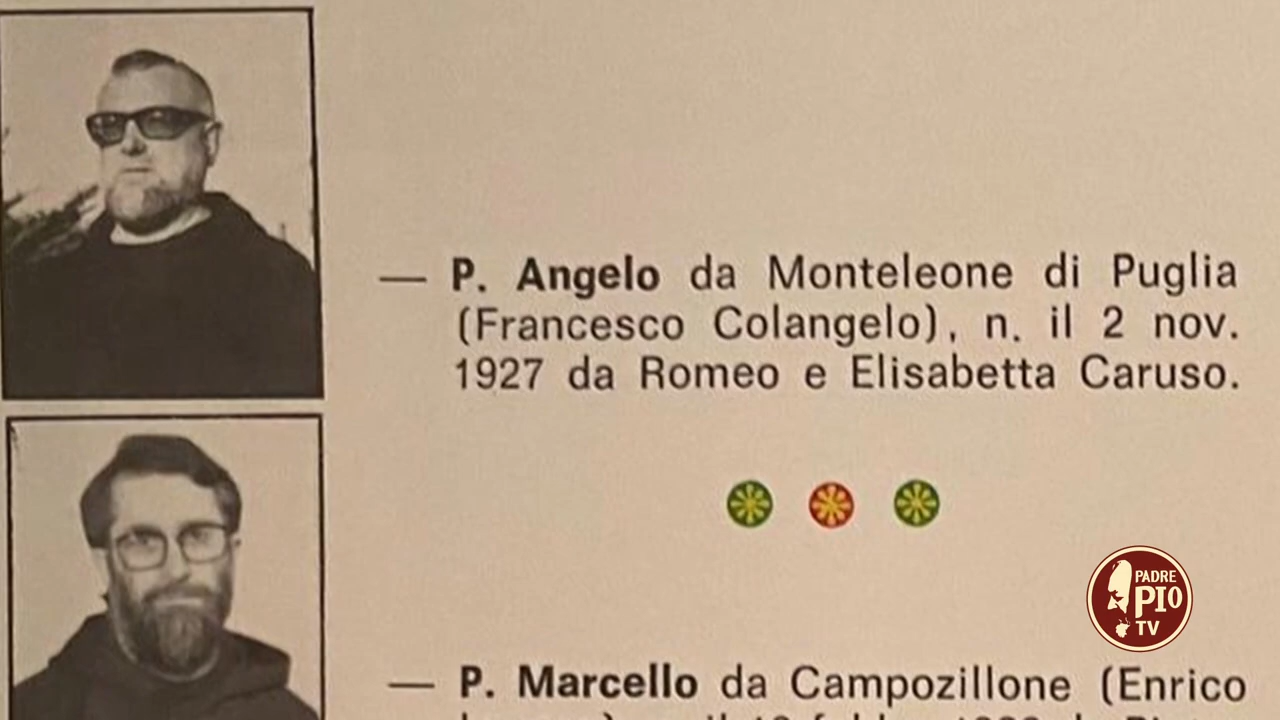 — P. Angelo da Monteleone di Puglia
(Francesco Colangelo), n. il 2 nov.
1927 da Romeo e Elisabetta Caruso.
PADRE
PIO
TV
— P. Marcello da Campozillone (Enrico